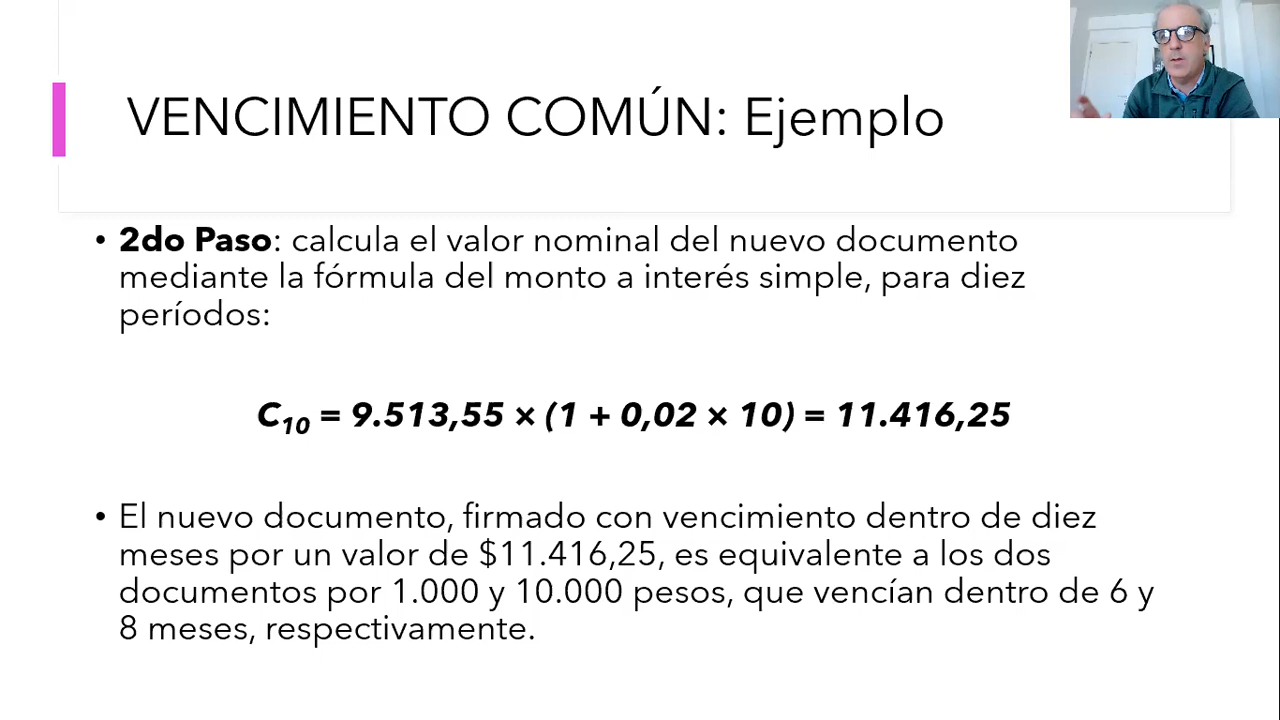 VENCIMIENTO COMÚN: Ejemplo
• 2do Paso: calcula el valor nominal del nuevo documento
mediante la fórmula del monto a interés simple, para diez
períodos:
C₁₀ = 9.513,55 × (1 + 0,02 × 10) = 11.416,25
• El nuevo documento, firmado con vencimiento dentro de diez
meses por un valor de $11.416,25, es equivalente a los dos
documentos por 1.000 y 10.000 pesos, que vencían dentro de 6 y
8 meses, respectivamente.